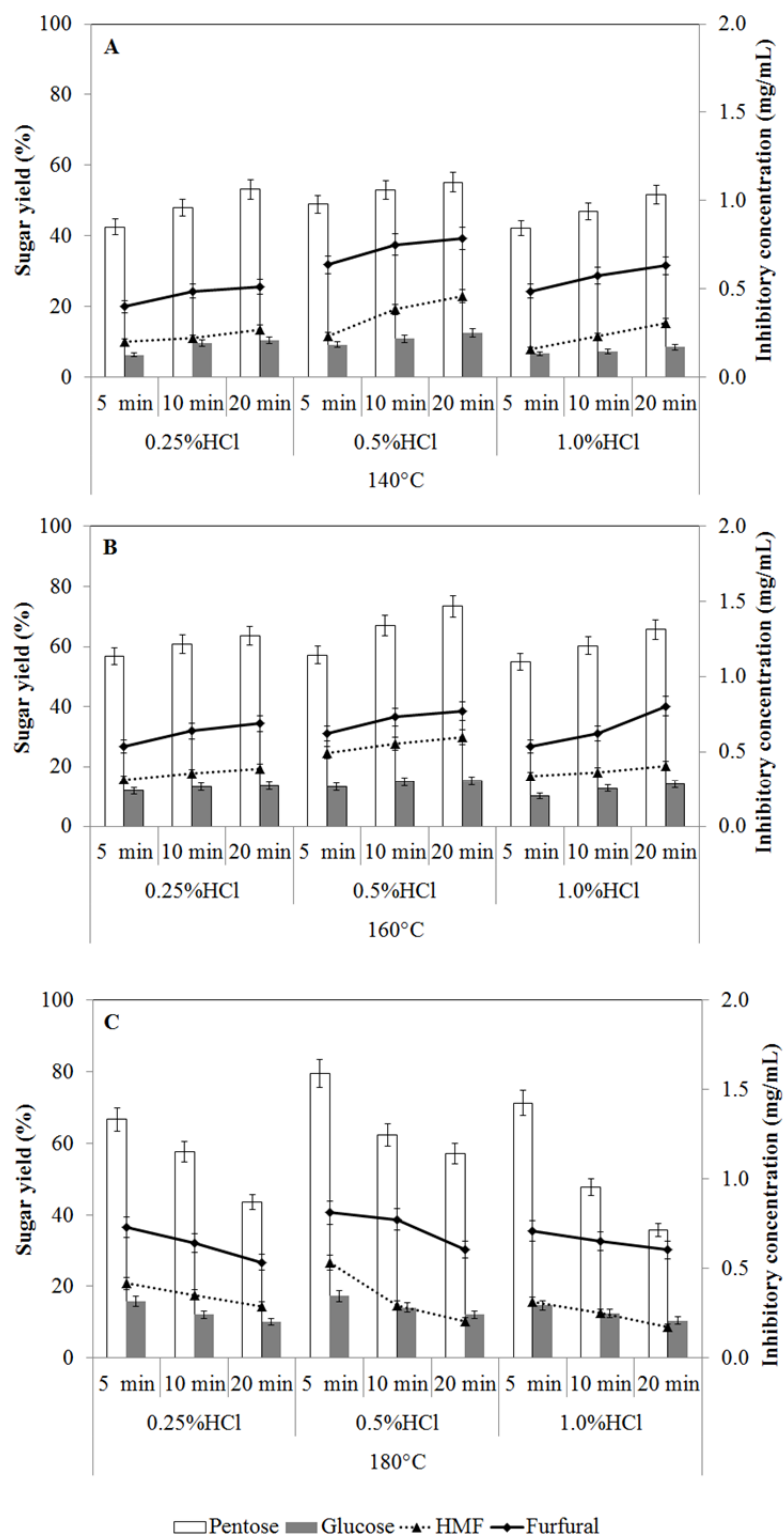 A
Sugar yield (%)
Inhibitory concentration (mg/mL)
100
80
60
40
20
0
2.0
1.5
1.0
0.5
0.0
5 min 10 min 20 min 5 min 10 min 20 min 5 min 10 min 20 min
0.25%HCl 0.5%HCl 1.0%HCl
140°C
B
Sugar yield (%)
Inhibitory concentration (mg/mL)
100
80
60
40
20
0
2.0
1.5
1.0
0.5
0.0
5 min 10 min 20 min 5 min 10 min 20 min 5 min 10 min 20 min
0.25%HCl 0.5%HCl 1.0%HCl
160°C
C
Sugar yield (%)
Inhibitory concentration (mg/mL)
100
80
60
40
20
0
2.0
1.5
1.0
0.5
0.0
5 min 10 min 20 min 5 min 10 min 20 min 5 min 10 min 20 min
0.25%HCl 0.5%HCl 1.0%HCl
180°C
Pentose Glucose HMF Furfural